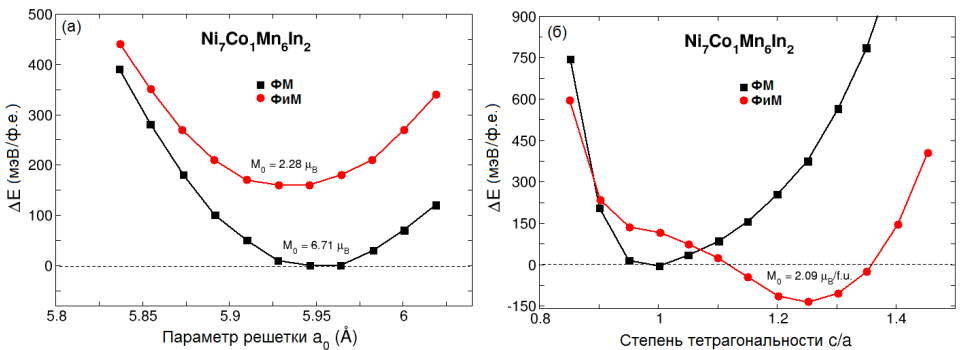 (а)
Ni7Co1Mn6In2
ФМ
ФиМ
M0 = 2.28 μB
M0 = 6.71 μB
ΔE (мэВ/ф.е.)
500
400
300
200
100
0
5.8
5.85
5.9
5.95
6
Параметр решетки a0 (Å)
(б)
Ni7Co1Mn6In2
ФМ
ФиМ
M0 = 2.09 μB/f.u.
ΔE (мэВ/ф.е.)
900
750
600
450
300
150
0
-150
0.8
1
1.2
1.4
Степень тетрагональности c/a